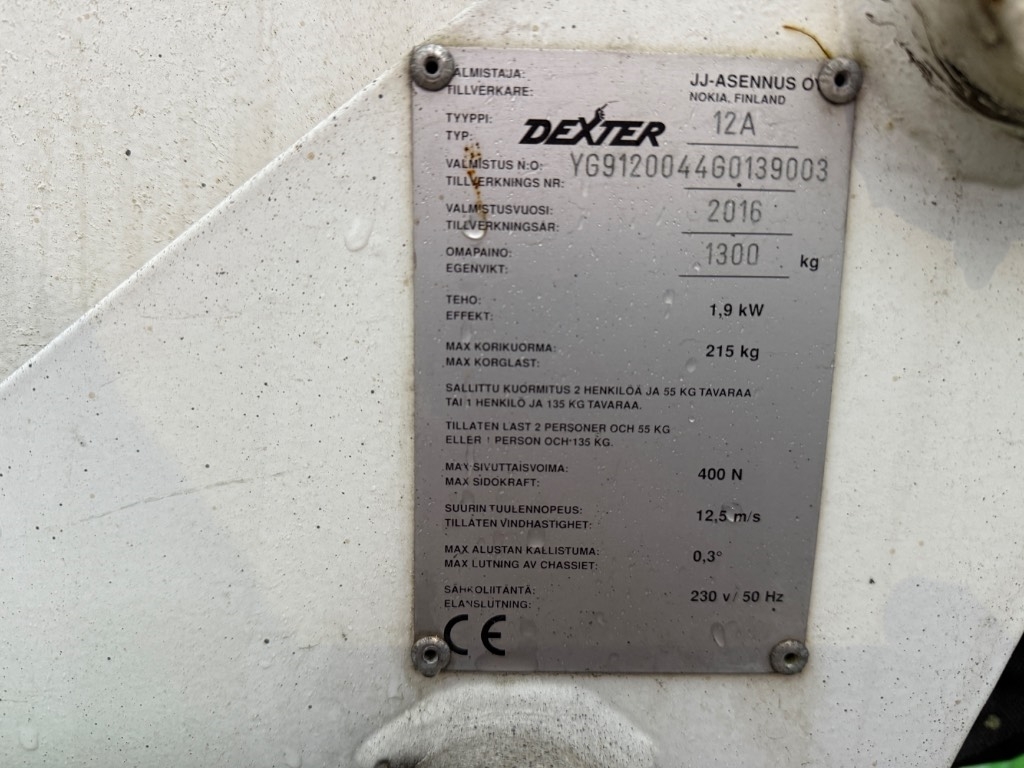 VALMISTAJA: JJ-ASENNUS OY
TILLVERKARE: NOKIA, FINLAND
TYYPPI: DEXTER 12A
TYP:
VALMISTUS N:O: YG9120044G0139003
TILLVERKNINGS NR:
VALMISTUSVUOSI: 2016
TILLVERKNINGSÅR:
OMAPAINO: 1300 kg
EGENVIKT:
TEHO: 1,9 kW
EFFEKT:
MAX KORIKUORMA: 215 kg
MAX KORGLAST:
SALLITTU KUORMITUS 2 HENKILÖÄ JA 55 KG TAVARAA
TAI 1 HENKILÖ JA 135 KG TAVARAA.
TILLÅTEN LAST 2 PERSONER OCH 55 KG
ELLER 1 PERSON OCH 135 KG.
MAX SIVUTTAISVOIMA: 400 N
MAX SIDOKRAFT:
SUURIN TUULENNOPEUS: 12,5 m/s
TILLÅTEN VINDHASTIGHET:
MAX ALUSTAN KALLISTUMA: 0,3°
MAX LUTNING AV CHASSIET:
SÄHKÖLIITÄNTÄ: 230 v / 50 Hz
ELANSLUTNING:
CE